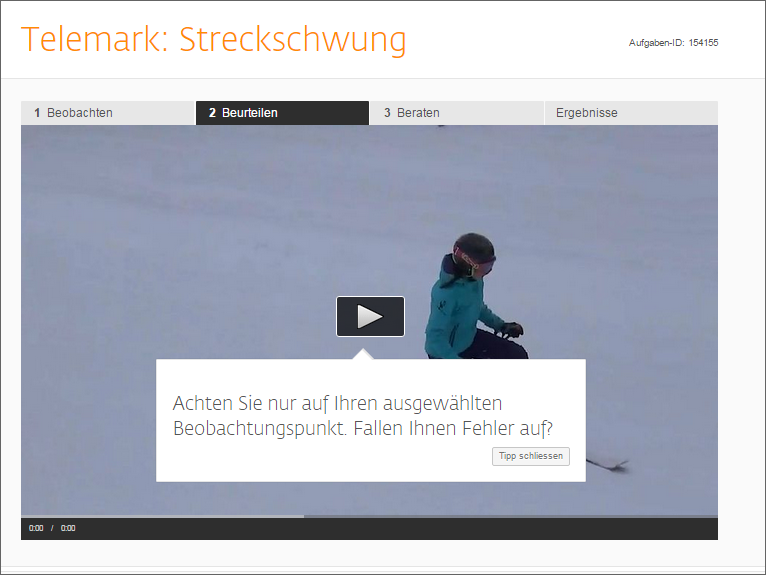 Telemark: Streckschwung
Aufgaben-ID: 154155
1 Beobachten
2 Beurteilen
3 Beraten
Ergebnisse
Achten Sie nur auf Ihren ausgewählten
Beobachtungspunkt. Fallen Ihnen Fehler auf?
Tipp schliessen
0:00 / 0:00